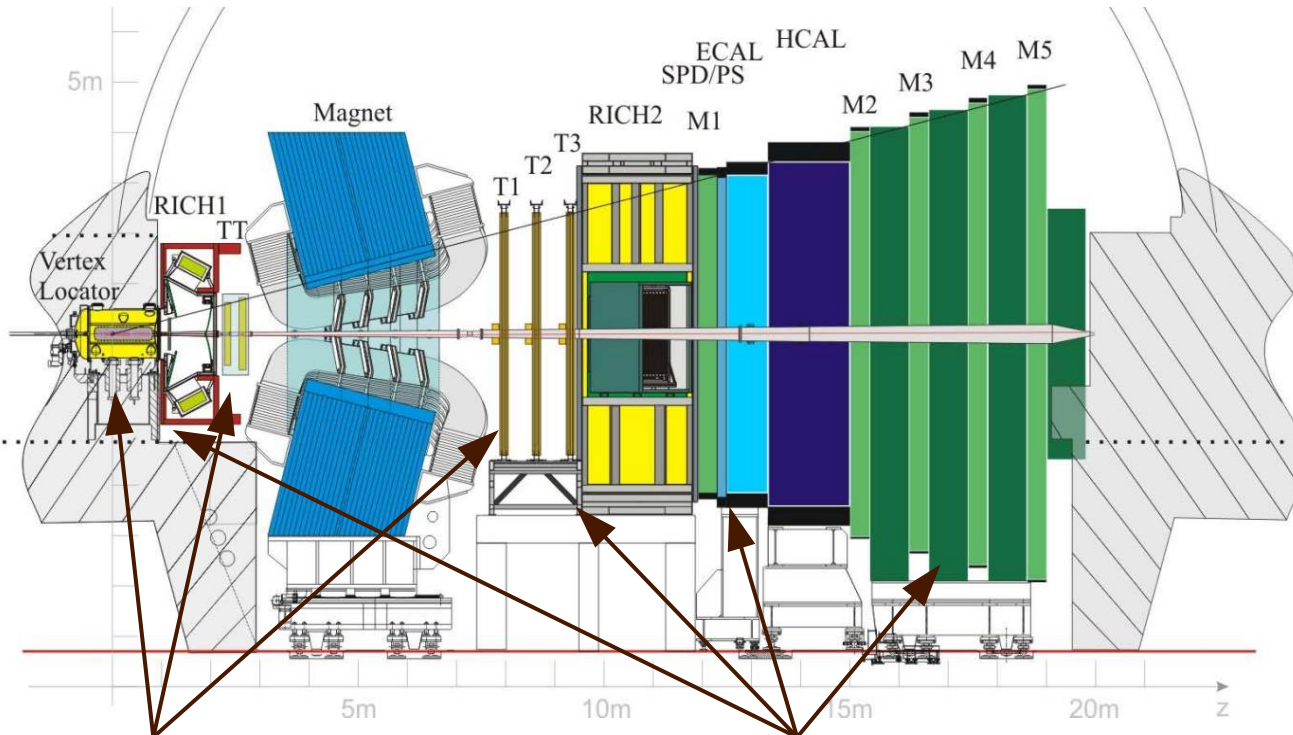 5m
Vertex
Locator
RICH1
TT
Magnet
T1
T2
T3
RICH2
M1
SPD/PS
ECAL
HCAL
M2
M3
M4
M5
5m
10m
15m
20m
z